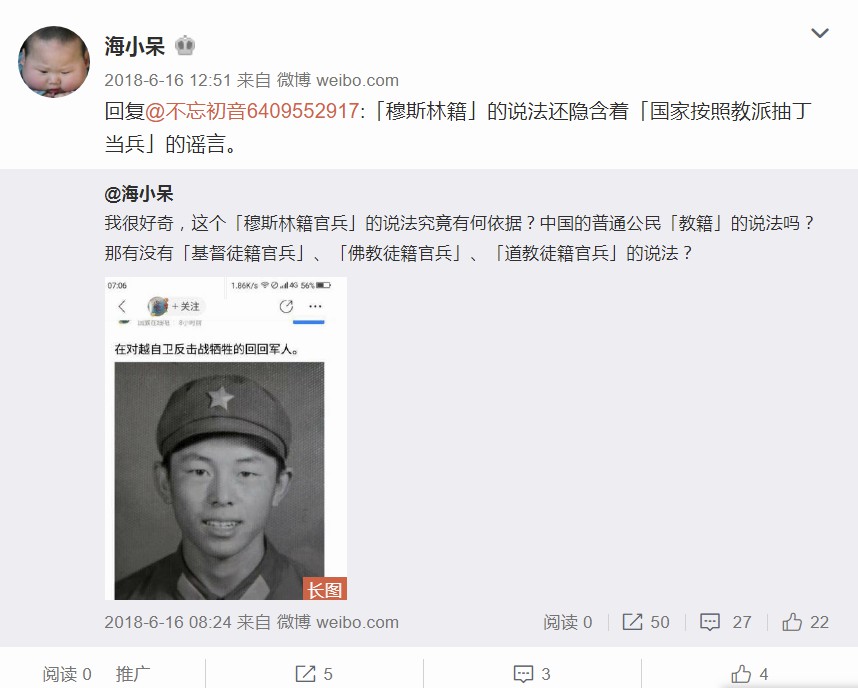 海小呆
2018-6-16 12:51 来自 微博 weibo.com
回复@不忘初音6409552917:「穆斯林籍」的说法还隐含着「国家按照教派抽丁
当兵」的谣言。
@海小呆
我很好奇，这个「穆斯林籍官兵」的说法究竟有何依据？中国的普通公民「教籍」的说法吗？
那有没有「基督徒籍官兵」、「佛教徒籍官兵」、「道教徒籍官兵」的说法？
07:06 1.86K/s 4G 56%
+关注
在对越自卫反击战牺牲的回回军人。
长图
2018-6-16 08:24 来自 微博 weibo.com 阅读 0 50 27 22
阅读 0 推广 5 3 4